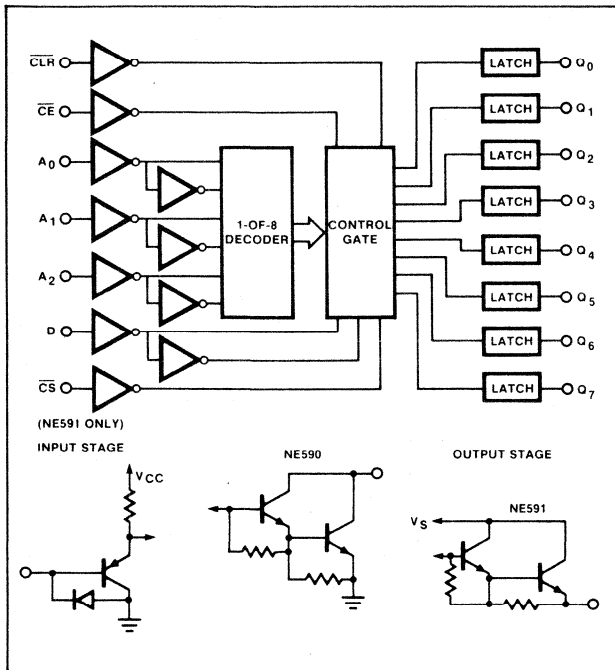 CLR
CE
A0
A1
A2
D
CS
(NE591 ONLY)
1-OF-8
DECODER
CONTROL
GATE
LATCH Q0
LATCH Q1
LATCH Q2
LATCH Q3
LATCH Q4
LATCH Q5
LATCH Q6
LATCH Q7
INPUT STAGE
VCC
NE590
OUTPUT STAGE
NE591
VS